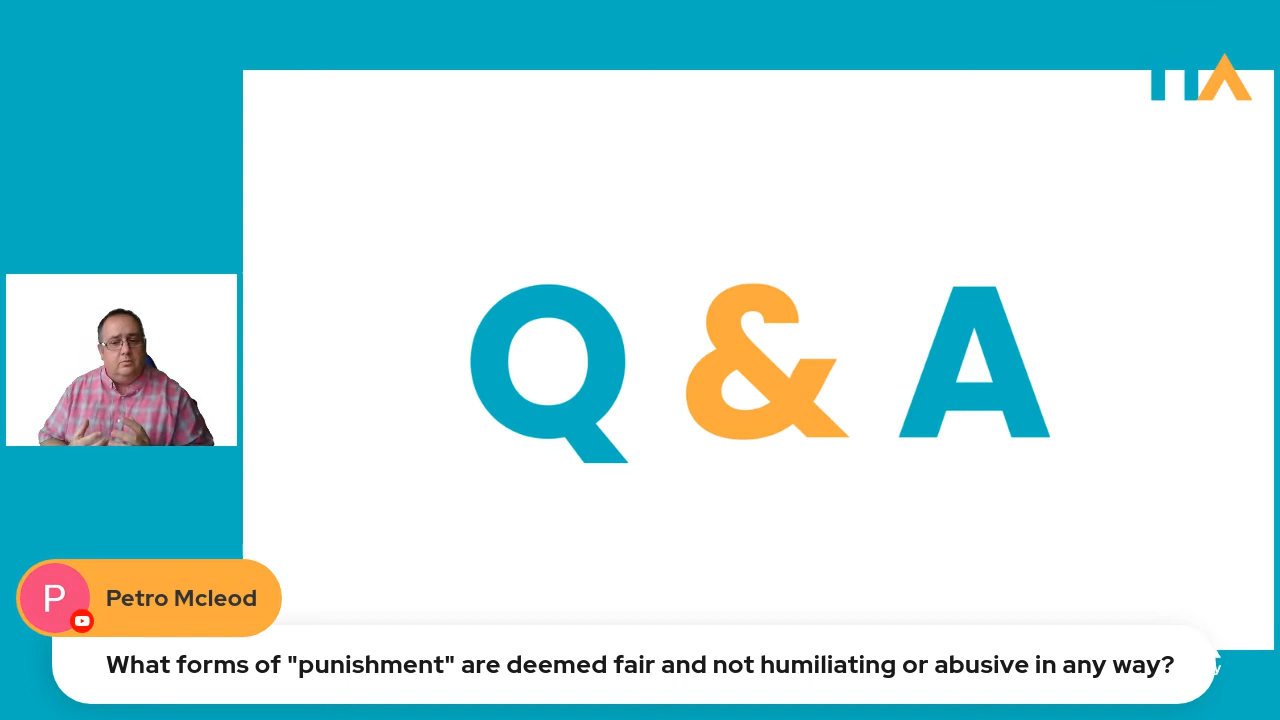 Q & A
P
Petro Mcleod
What forms of "punishment" are deemed fair and not humiliating or abusive in any way?